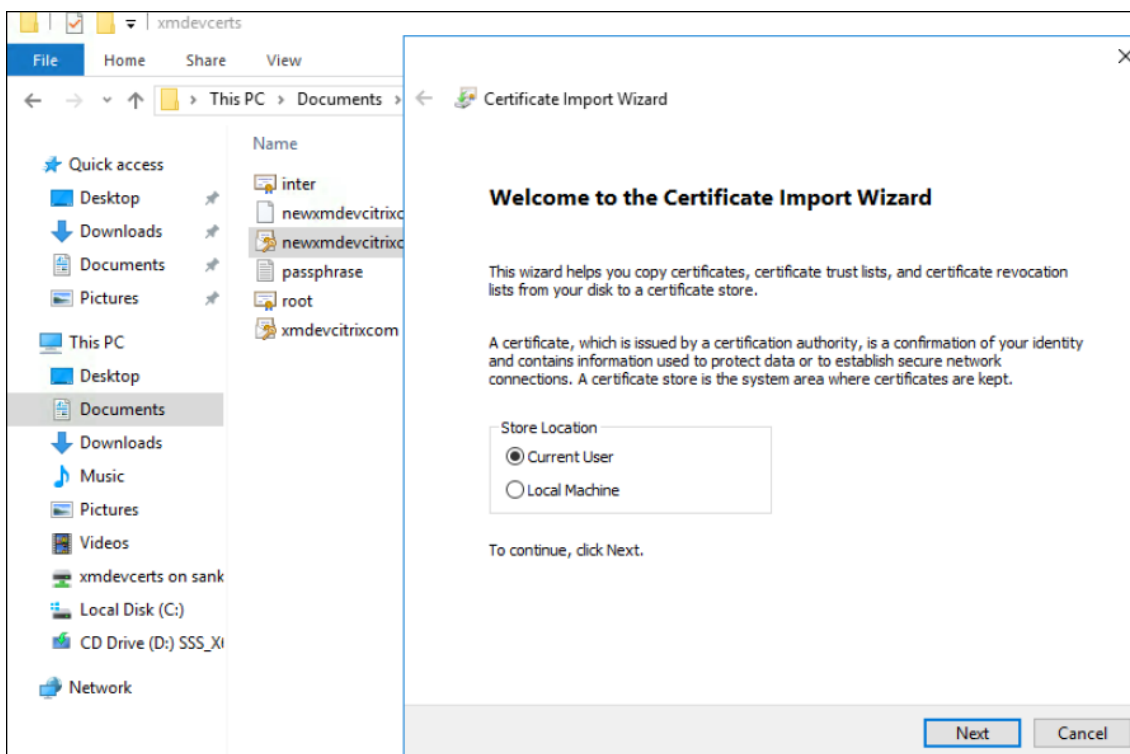 xmdevcerts
File Home Share View
This PC > Documents >
Name
Quick access
Desktop
Downloads
Documents
Pictures
This PC
Desktop
Documents
Downloads
Music
Pictures
Videos
xmdevcerts on sank
Local Disk (C:)
CD Drive (D:) SSS_X
Network
inter
newxmdevcitrixc
newxmdevcitrixc
passphrase
root
xmdevcitrixcom
Certificate Import Wizard
Welcome to the Certificate Import Wizard
This wizard helps you copy certificates, certificate trust lists, and certificate revocation
lists from your disk to a certificate store.
A certificate, which is issued by a certification authority, is a confirmation of your identity
and contains information used to protect data or to establish secure network
connections. A certificate store is the system area where certificates are kept.
Store Location
Current User
Local Machine
To continue, click Next.
Next Cancel